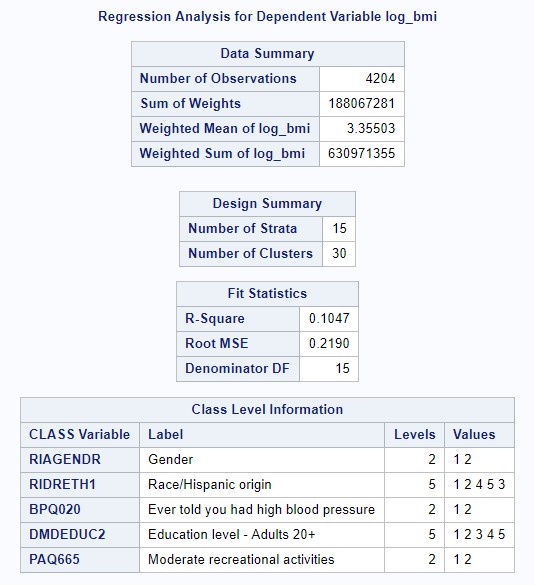 Regression Analysis for Dependent Variable log_bmi
Data Summary
Number of Observations 4204
Sum of Weights 188067281
Weighted Mean of log_bmi 3.35503
Weighted Sum of log_bmi 630971355
Design Summary
Number of Strata 15
Number of Clusters 30
Fit Statistics
R-Square 0.1047
Root MSE 0.2190
Denominator DF 15
Class Level Information
CLASS Variable Label Levels Values
RIAGENDR Gender 2 1 2
RIDRETH1 Race/Hispanic origin 5 1 2 4 5 3
BPQ020 Ever told you had high blood pressure 2 1 2
DMDEDUC2 Education level - Adults 20+ 5 1 2 3 4 5
PAQ665 Moderate recreational activities 2 1 2